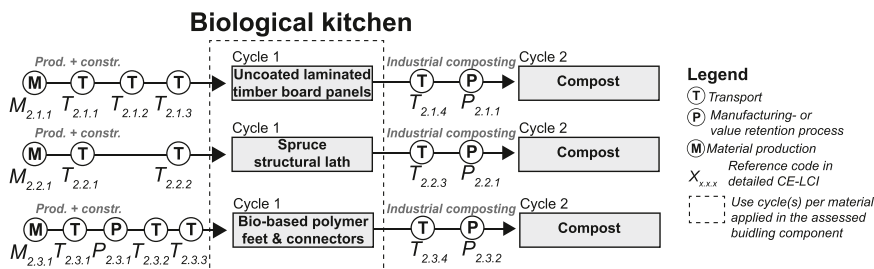 Biological kitchen
Prod. + constr.
Cycle 1
Industrial composting
Cycle 2
M T T T
Uncoated laminated
timber board panels
T P
Compost
M2.1.1 T2.1.1 T2.1.2 T2.1.3
T2.1.4 P2.1.1
Prod. + constr.
Cycle 1
Industrial composting
Cycle 2
M T T
Spruce
structural lath
T P
Compost
M2.2.1 T2.2.1 T2.2.2
T2.2.3 P2.2.1
Prod. + constr.
Cycle 1
Industrial composting
Cycle 2
M T P T T
Bio-based polymer
feet & connectors
T P
Compost
M2.3.1 T2.3.1 P2.3.1 T2.3.2 T2.3.3
T2.3.4 P2.3.2
Legend
T Transport
P Manufacturing- or
value retention process
M Material production
Xx.x.x Reference code in
detailed CE-LCI
Use cycle(s) per material
applied in the assessed
buidling component